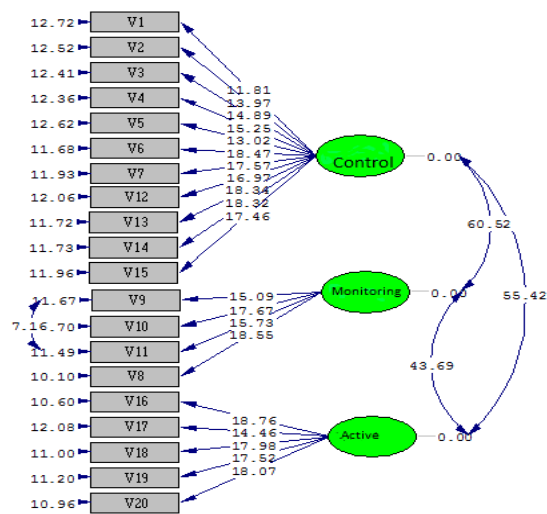 12.72 V1
12.52 V2
12.41 V3
12.36 V4
12.62 V5
11.68 V6
11.93 V7
12.06 V12
11.72 V13
11.73 V14
11.96 V15
11.67 V9
V10
11.49 V11
10.10 V8
10.60 V16
12.08 V17
11.00 V18
11.20 V19
10.96 V20
7.16
11.81
13.97
14.89
15.25
13.02
18.47
17.57
16.97
18.34
18.32
17.46
15.09
17.67
15.73
18.55
18.76
14.46
17.98
17.52
18.07
Control 0.00
Monitoring 0.00
Active 0.00
60.52
55.42
43.69